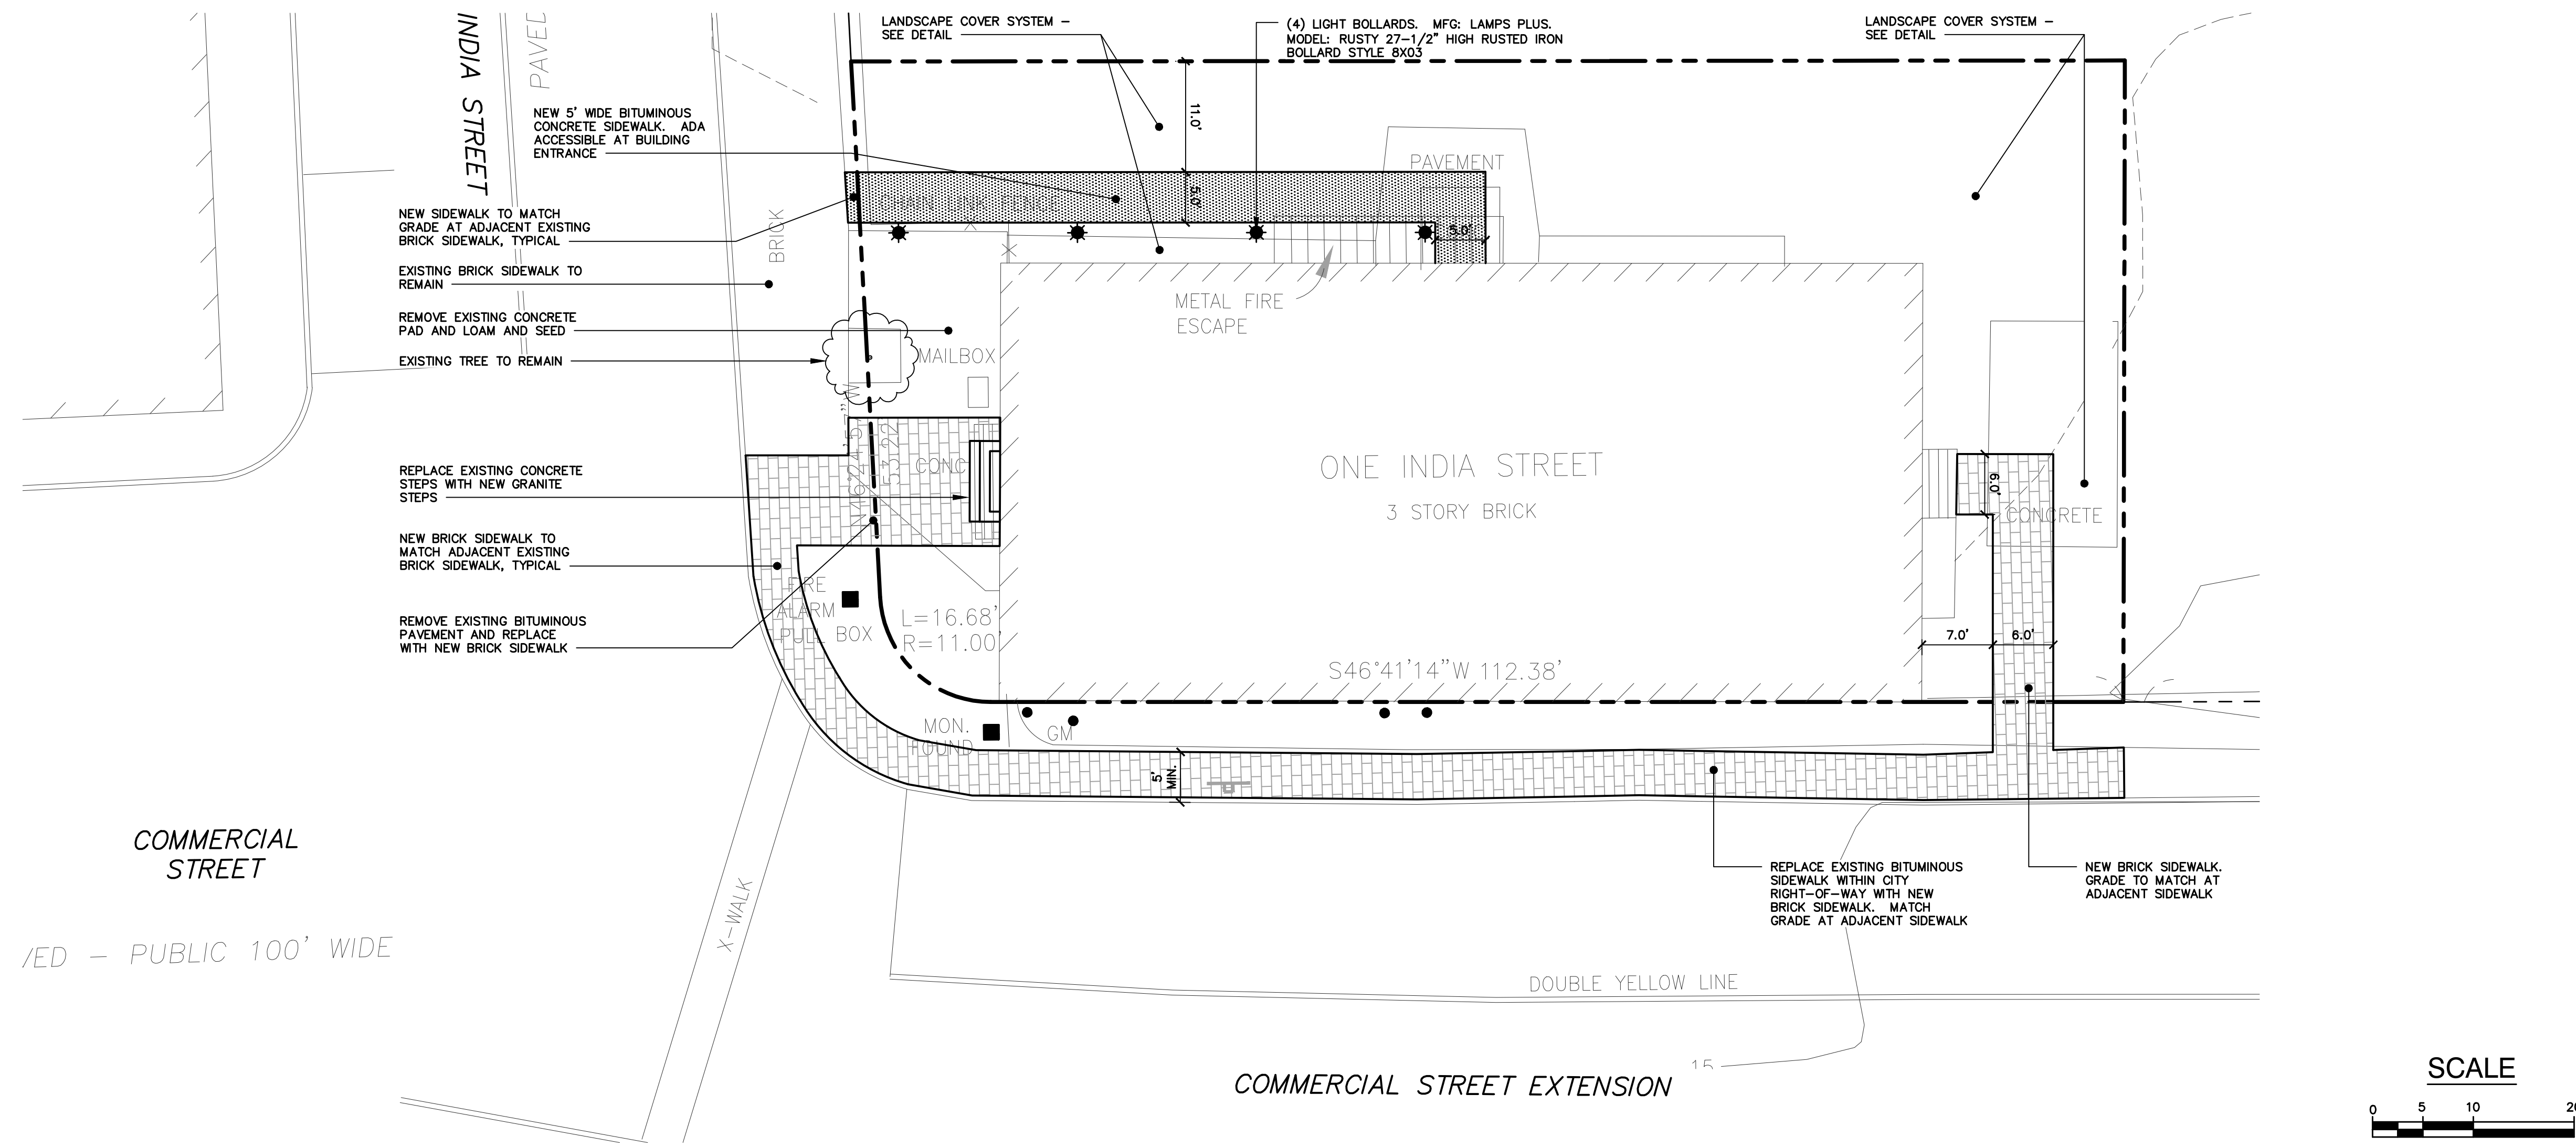 INDIA STREET
PAVED
LANDSCAPE COVER SYSTEM –
SEE DETAIL
(4) LIGHT BOLLARDS. MFG: LAMPS PLUS.
MODEL: RUSTY 27–1/2" HIGH RUSTED IRON
BOLLARD STYLE 8X03
LANDSCAPE COVER SYSTEM –
SEE DETAIL
NEW 5' WIDE BITUMINOUS
CONCRETE SIDEWALK. ADA
ACCESSIBLE AT BUILDING
ENTRANCE
11.0'
5.0'
PAVEMENT
CHAIN LINK FENCE
5.0'
NEW SIDEWALK TO MATCH
GRADE AT ADJACENT EXISTING
BRICK SIDEWALK, TYPICAL
BRICK
EXISTING BRICK SIDEWALK TO
REMAIN
METAL FIRE
ESCAPE
REMOVE EXISTING CONCRETE
PAD AND LOAM AND SEED
EXISTING TREE TO REMAIN
MAILBOX
53.22
CONC
REPLACE EXISTING CONCRETE
STEPS WITH NEW GRANITE
STEPS
ONE INDIA STREET
3 STORY BRICK
6.0'
CONCRETE
NEW BRICK SIDEWALK TO
MATCH ADJACENT EXISTING
BRICK SIDEWALK, TYPICAL
FIRE
ALARM
PULL BOX
L=16.68'
R=11.00'
REMOVE EXISTING BITUMINOUS
PAVEMENT AND REPLACE
WITH NEW BRICK SIDEWALK
7.0'
6.0'
S46°41'14"W 112.38'
MON.
FOUND
GM
5'
MIN.
COMMERCIAL
STREET
REPLACE EXISTING BITUMINOUS
SIDEWALK WITHIN CITY
RIGHT–OF–WAY WITH NEW
BRICK SIDEWALK. MATCH
GRADE AT ADJACENT SIDEWALK
NEW BRICK SIDEWALK.
GRADE TO MATCH AT
ADJACENT SIDEWALK
X–WALK
VED – PUBLIC 100' WIDE
DOUBLE YELLOW LINE
15
COMMERCIAL STREET EXTENSION
SCALE
0 5 10 20